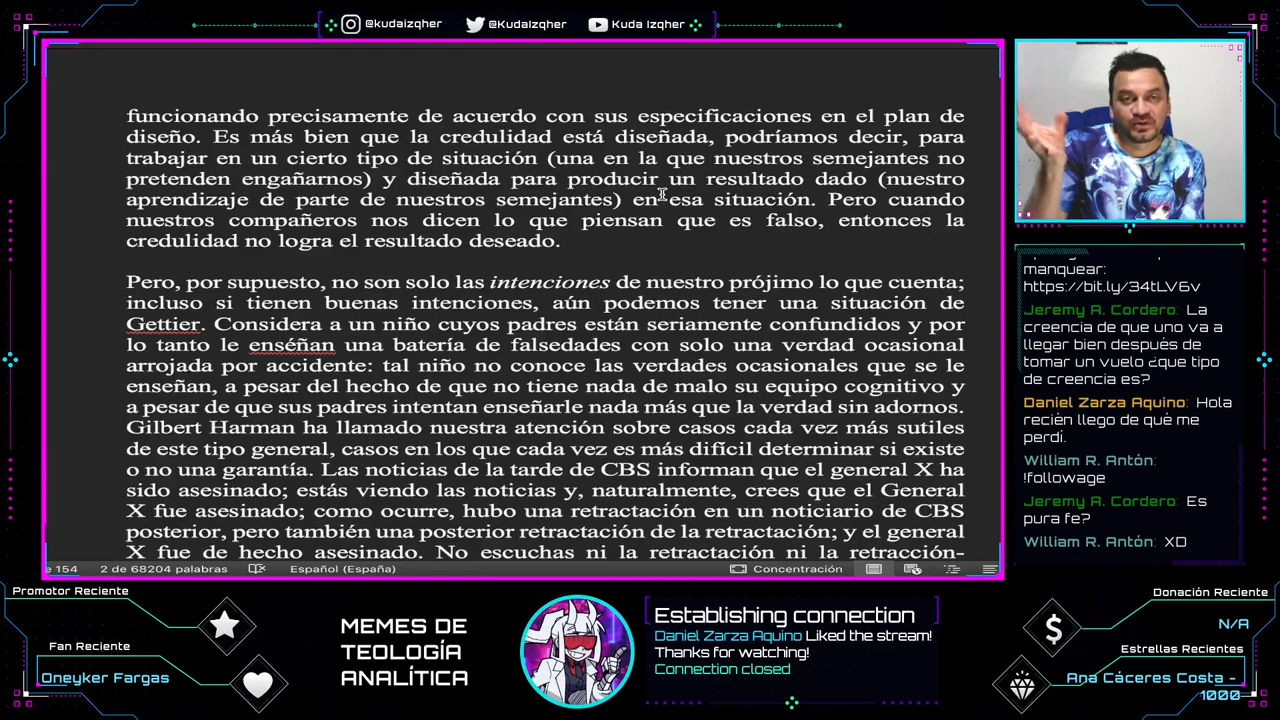 @kudaizqher @KudaIzqher Kuda Izqher
funcionando precisamente de acuerdo con sus especificaciones en el plan de
diseño. Es más bien que la credulidad está diseñada, podríamos decir, para
trabajar en un cierto tipo de situación (una en la que nuestros semejantes no
pretenden engañarnos) y diseñada para producir un resultado dado (nuestro
aprendizaje de parte de nuestros semejantes) en esa situación. Pero cuando
nuestros compañeros nos dicen lo que piensan que es falso, entonces la
credulidad no logra el resultado deseado.
Pero, por supuesto, no son solo las intenciones de nuestro prójimo lo que cuenta;
incluso si tienen buenas intenciones, aún podemos tener una situación de
Gettier. Considera a un niño cuyos padres están seriamente confundidos y por
lo tanto le enséñan una batería de falsedades con solo una verdad ocasional
arrojada por accidente: tal niño no conoce las verdades ocasionales que se le
enseñan, a pesar del hecho de que no tiene nada de malo su equipo cognitivo y
a pesar de que sus padres intentan enseñarle nada más que la verdad sin adornos.
Gilbert Harman ha llamado nuestra atención sobre casos cada vez más sutiles
de este tipo general, casos en los que cada vez es más difícil determinar si existe
o no una garantía. Las noticias de la tarde de CBS informan que el general X ha
sido asesinado; estás viendo las noticias y, naturalmente, crees que el General
X fue asesinado; como ocurre, hubo una retractación en un noticiario de CBS
posterior, pero también una posterior retractación de la retractación; y el general
X fue de hecho asesinado. No escuchas ni la retractación ni la retracción-
e 154 2 de 68204 palabras Español (España) Concentración
manquear:
https://bit.ly/34tLV6v
Jeremy A. Cordero: La
creencia de que uno va a
llegar bien después de
tomar un vuelo ¿que tipo
de creencia es?
Daniel Zarza Aquino: Hola
recién llego de qué me
perdí.
William R. Antón:
!followage
Jeremy A. Cordero: Es
pura fe?
William R. Antón: XD
Promotor Reciente
Fan Reciente
Oneyker Fargas
MEMES DE
TEOLOGÍA
ANALÍTICA
Establishing connection
Daniel Zarza Aquino Liked the stream!
Thanks for watching!
Connection closed
Donación Reciente
N/A
Estrellas Recientes
Ana Cáceres Costa -
1000